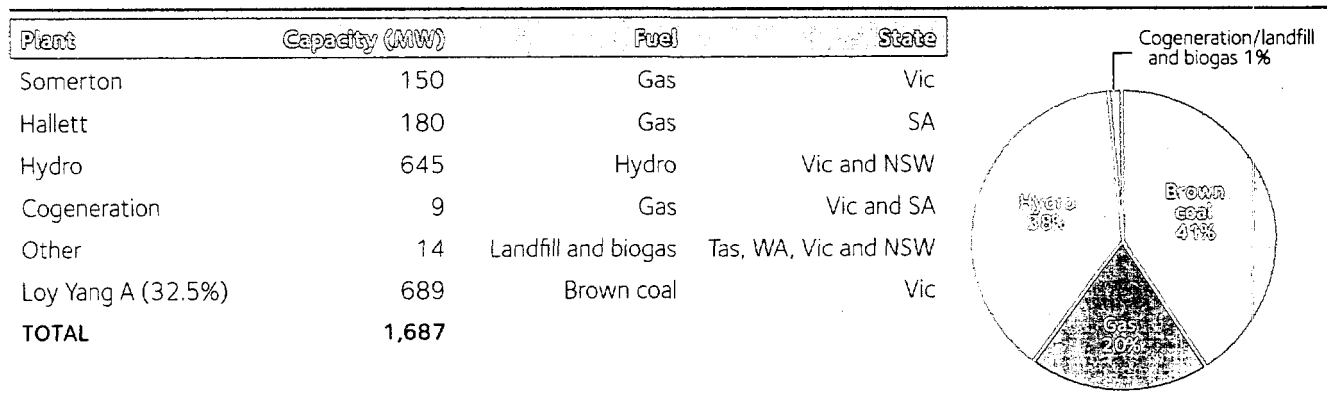 Plant Capacity (MW) Fuel State
Somerton 150 Gas Vic
Hallett 180 Gas SA
Hydro 645 Hydro Vic and NSW
Cogeneration 9 Gas Vic and SA
Other 14 Landfill and biogas Tas, WA, Vic and NSW
Loy Yang A (32.5%) 689 Brown coal Vic
TOTAL 1,687
Cogeneration/landfill
and biogas 1%
Hydro
38%
Brown
coal
41%
Gas
20%